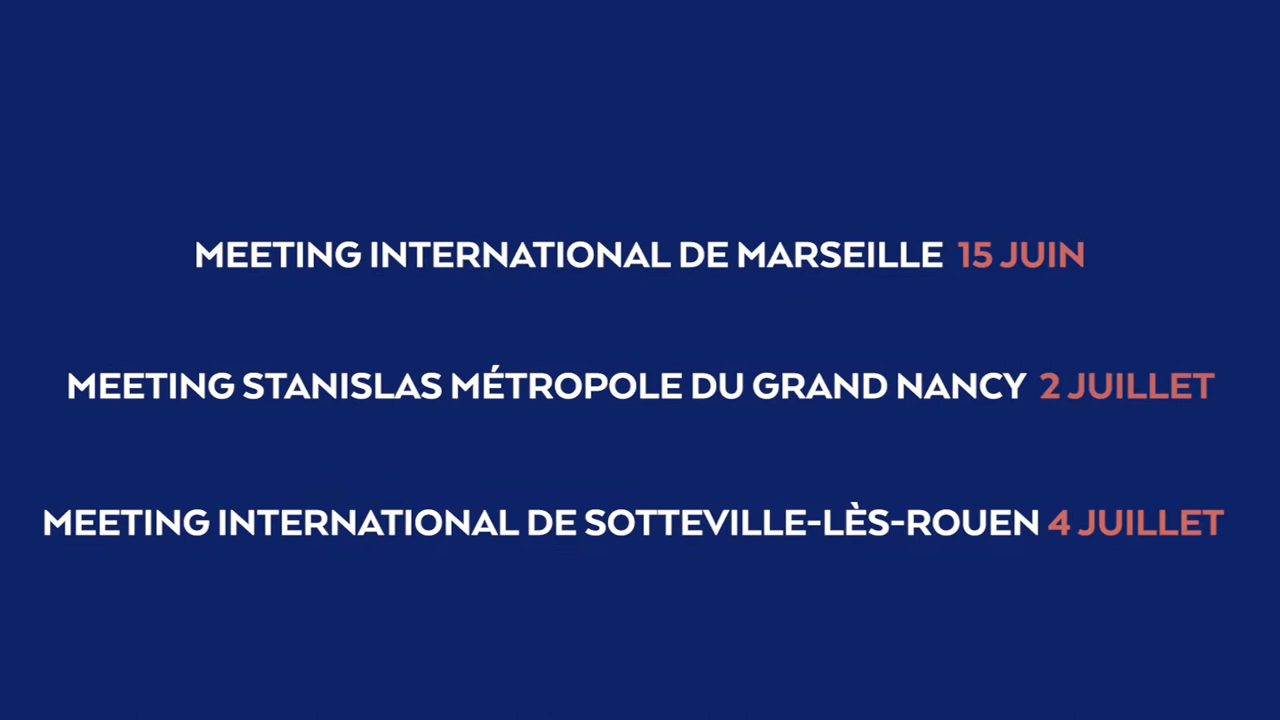 MEETING INTERNATIONAL DE MARSEILLE 15 JUIN
MEETING STANISLAS MÉTROPOLE DU GRAND NANCY 2 JUILLET
MEETING INTERNATIONAL DE SOTTEVILLE-LÈS-ROUEN 4 JUILLET